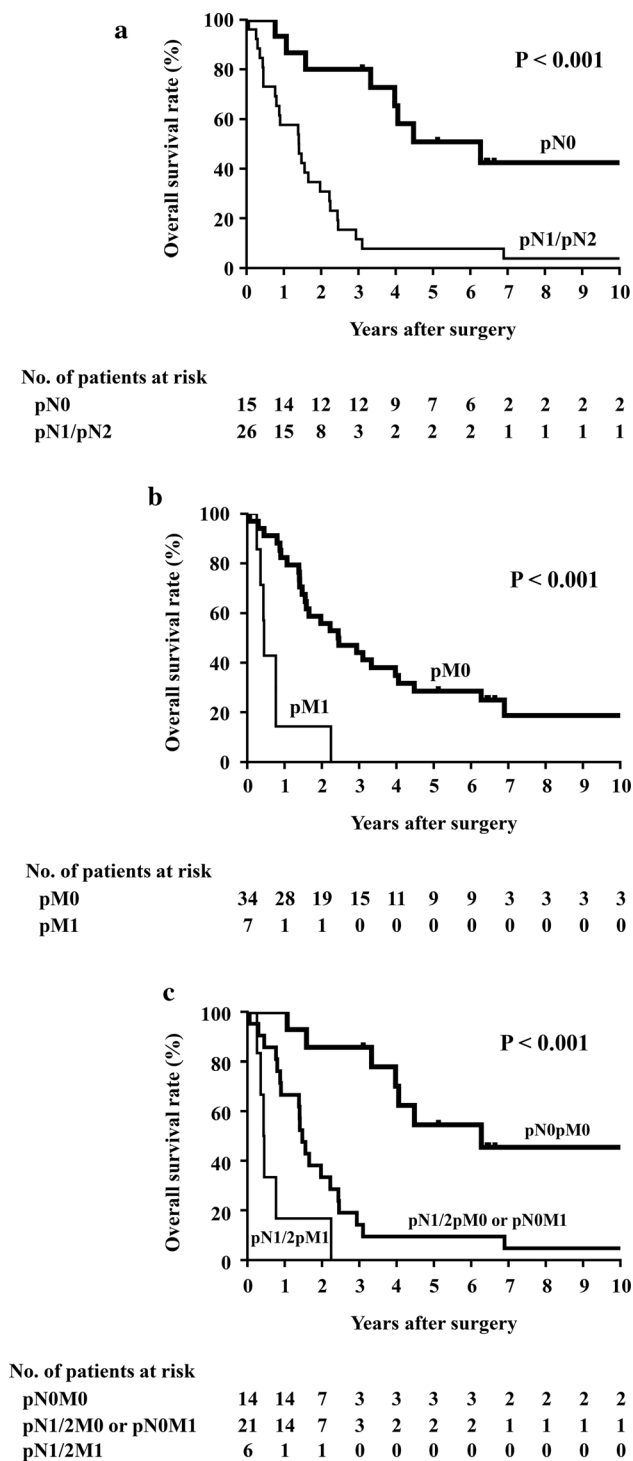 a
100
80
60
40
20
0
Overall survival rate (%)
P < 0.001
pN0
pN1/pN2
0 1 2 3 4 5 6 7 8 9 10
Years after surgery
No. of patients at risk
pN0 15 14 12 12 9 7 6 2 2 2 2
pN1/pN2 26 15 8 3 2 2 2 1 1 1 1
b
100
80
60
40
20
0
Overall survival rate (%)
P < 0.001
pM0
pM1
0 1 2 3 4 5 6 7 8 9 10
Years after surgery
No. of patients at risk
pM0 34 28 19 15 11 9 9 3 3 3 3
pM1 7 1 1 0 0 0 0 0 0 0 0
c
100
80
60
40
20
0
Overall survival rate (%)
P < 0.001
pN0pM0
pN1/2pM0 or pN0M1
pN1/2pM1
0 1 2 3 4 5 6 7 8 9 10
Years after surgery
No. of patients at risk
pN0M0 14 14 7 3 3 3 3 2 2 2 2
pN1/2M0 or pN0M1 21 14 7 3 2 2 2 1 1 1 1
pN1/2M1 6 1 1 0 0 0 0 0 0 0 0